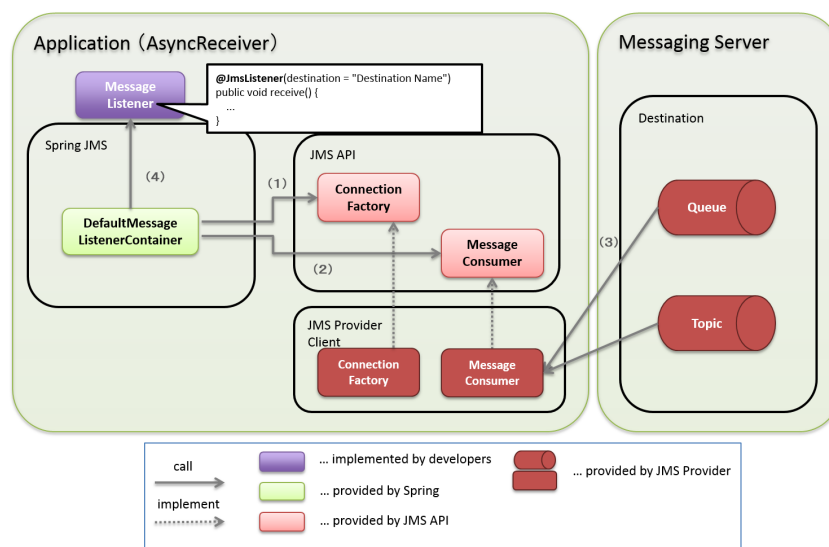 Application（AsyncReceiver）
Messaging Server
Message
Listener
@JmsListener(destination = "Destination Name")
public void receive() {
...
}
Spring JMS
(4)
DefaultMessage
ListenerContainer
JMS API
(1)
Connection
Factory
(2)
Message
Consumer
JMS Provider
Client
Connection
Factory
Message
Consumer
Destination
Queue
(3)
Topic
call
implement
... implemented by developers
... provided by Spring
... provided by JMS API
... provided by JMS Provider